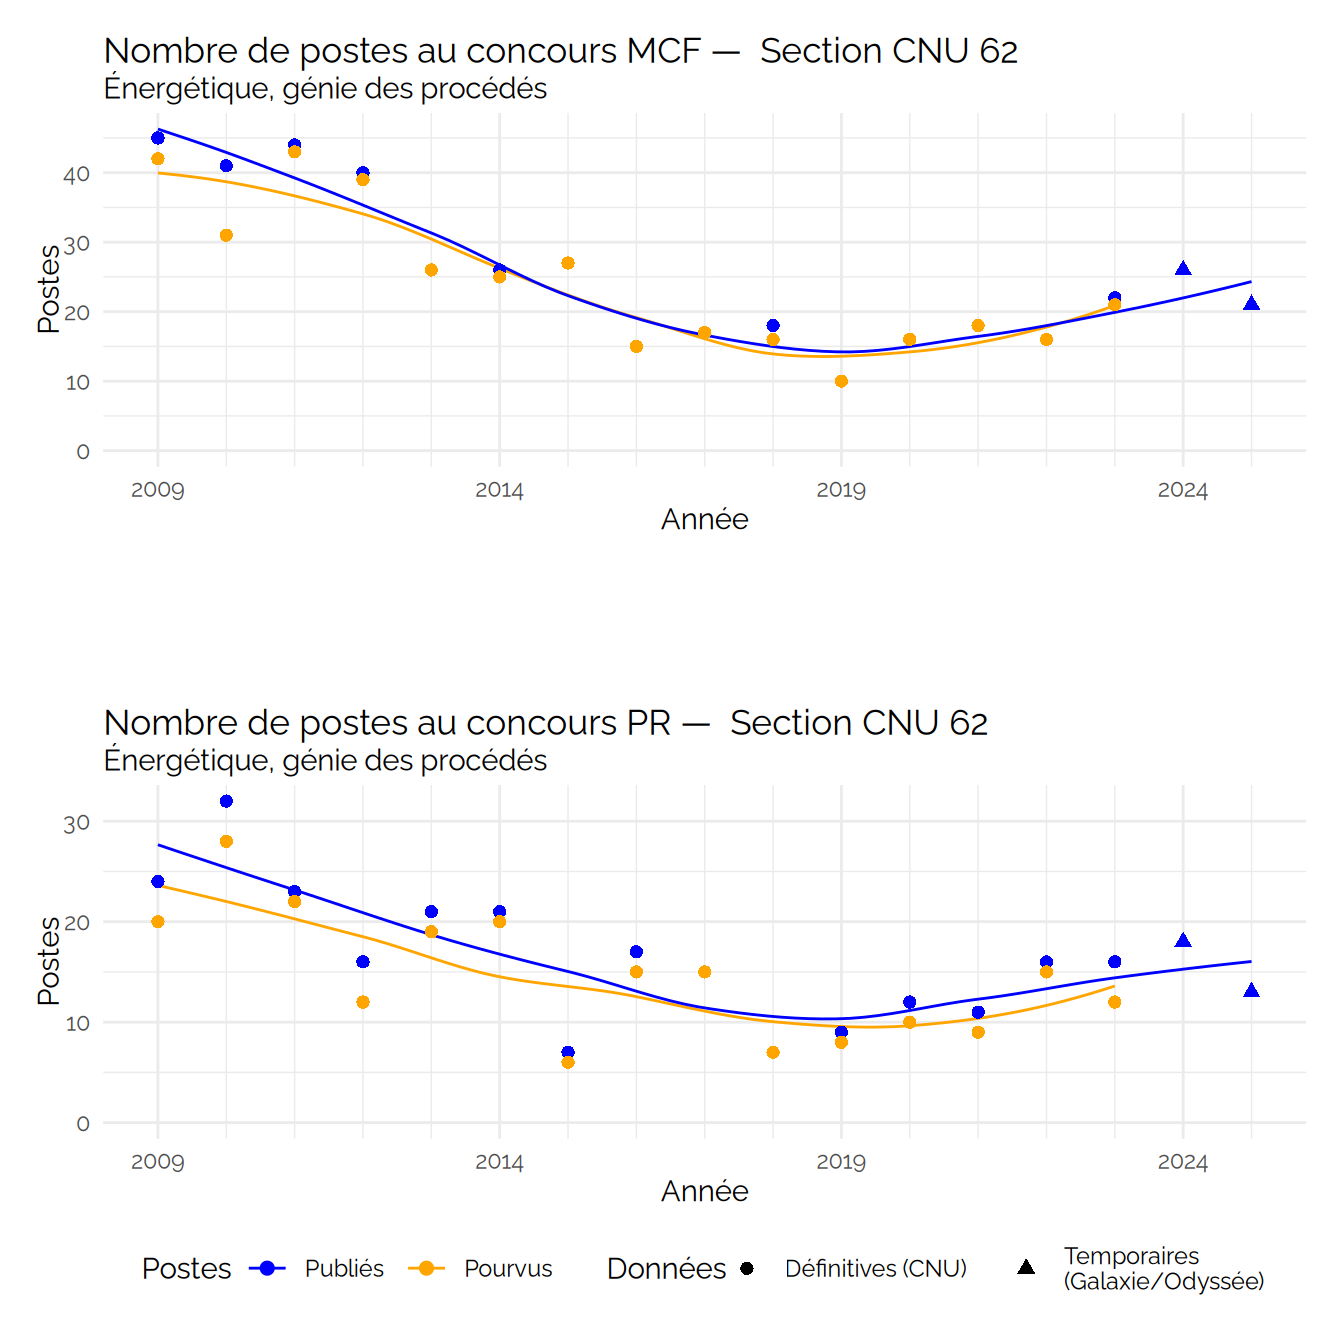 Nombre de postes au concours MCF — Section CNU 62
Énergétique, génie des procédés
Postes
40
30
20
10
0
2009 2014 2019 2024
Année
Nombre de postes au concours PR — Section CNU 62
Énergétique, génie des procédés
Postes
30
20
10
0
2009 2014 2019 2024
Année
Postes Publiés Pourvus Données Définitives (CNU) Temporaires
(Galaxie/Odyssée)